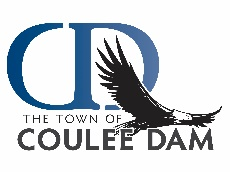 CD
THE TOWN OF
COULEE DAM